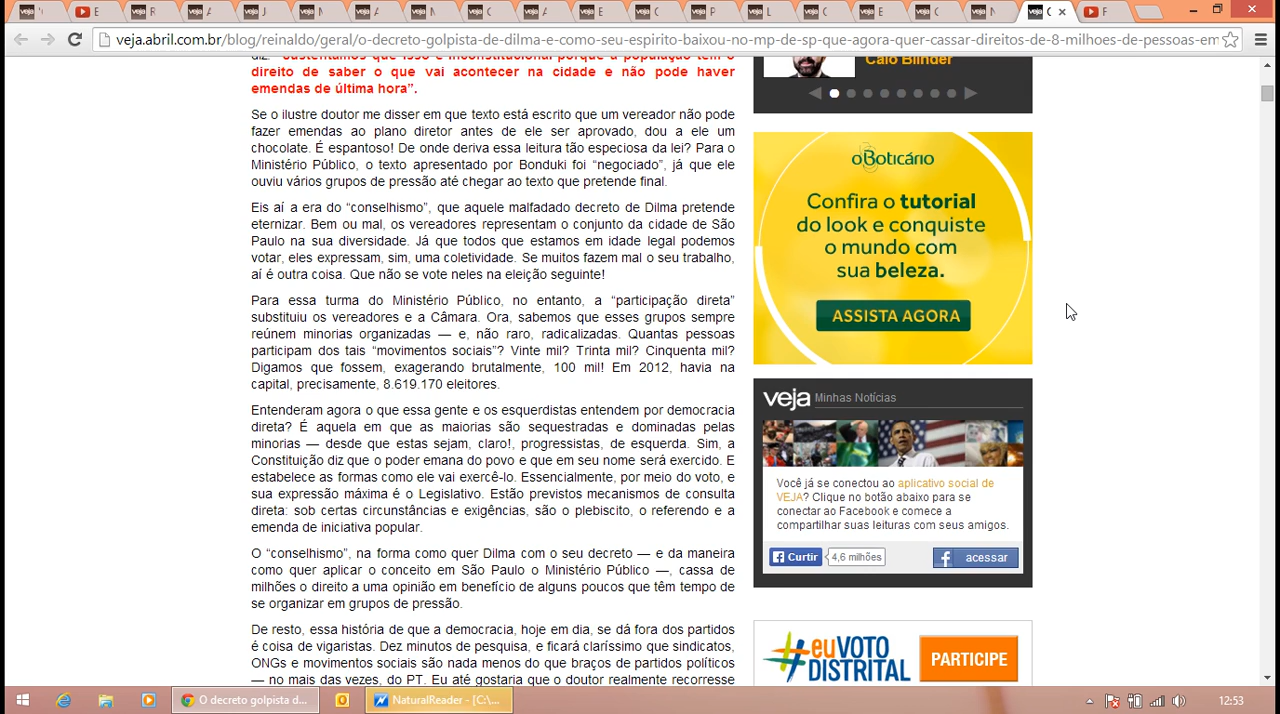 veja.abril.com.br/blog/reinaldo/geral/o-decreto-golpista-de-dilma-e-como-seu-espirito-baixou-no-mp-de-sp-que-agora-quer-cassar-direitos-de-8-milhoes-de-pessoas-em
diz: "Sustentamos que isso é inconstitucional porque a população tem o
direito de saber o que vai acontecer na cidade e não pode haver
emendas de última hora".
Se o ilustre doutor me disser em que texto está escrito que um vereador não pode
fazer emendas ao plano diretor antes de ele ser aprovado, dou a ele um
chocolate. É espantoso! De onde deriva essa leitura tão especiosa da lei? Para o
Ministério Público, o texto apresentado por Bonduki foi “negociado”, já que ele
ouviu vários grupos de pressão até chegar ao texto que pretende final.
Eis aí a era do “conselhismo”, que aquele malfadado decreto de Dilma pretende
eternizar. Bem ou mal, os vereadores representam o conjunto da cidade de São
Paulo na sua diversidade. Já que todos que estamos em idade legal podemos
votar, eles expressam, sim, uma coletividade. Se muitos fazem mal o seu trabalho,
aí é outra coisa. Que não se vote neles na eleição seguinte!
Para essa turma do Ministério Público, no entanto, a “participação direta”
substituiu os vereadores e a Câmara. Ora, sabemos que esses grupos sempre
reúnem minorias organizadas — e, não raro, radicalizadas. Quantas pessoas
participam dos tais “movimentos sociais”? Vinte mil? Trinta mil? Cinquenta mil?
Digamos que fossem, exagerando brutalmente, 100 mil! Em 2012, havia na
capital, precisamente, 8.619.170 eleitores.
Entenderam agora o que essa gente e os esquerdistas entendem por democracia
direta? É aquela em que as maiorias são sequestradas e dominadas pelas
minorias — desde que estas sejam, claro!, progressistas, de esquerda. Sim, a
Constituição diz que o poder emana do povo e que em seu nome será exercido. E
estabelece as formas como ele vai exercê-lo. Essencialmente, por meio do voto, e
sua expressão máxima é o Legislativo. Estão previstos mecanismos de consulta
direta: sob certas circunstâncias e exigências, são o plebiscito, o referendo e a
emenda de iniciativa popular.
O “conselhismo”, na forma como quer Dilma com o seu decreto — e da maneira
como quer aplicar o conceito em São Paulo o Ministério Público —, cassa de
milhões o direito a uma opinião em benefício de alguns poucos que têm tempo de
se organizar em grupos de pressão.
De resto, essa história de que a democracia, hoje em dia, se dá fora dos partidos
é coisa de vigaristas. Dez minutos de pesquisa, e ficará claríssimo que sindicatos,
ONGs e movimentos sociais são nada menos do que braços de partidos políticos
— no mais das vezes, do PT. Eu até gostaria que o doutor realmente recorresse
Caio Blinder
oBoticário
Confira o tutorial
do look e conquiste
o mundo com
sua beleza.
ASSISTA AGORA
veja Minhas Notícias
Você já se conectou ao aplicativo social de
VEJA? Clique no botão abaixo para se
conectar ao Facebook e comece a
compartilhar suas leituras com seus amigos.
Curtir 4,6 milhões acessar
#euVOTO
DISTRITAL PARTICIPE
O decreto golpista d...
NaturalReader - [C:\...
12:53